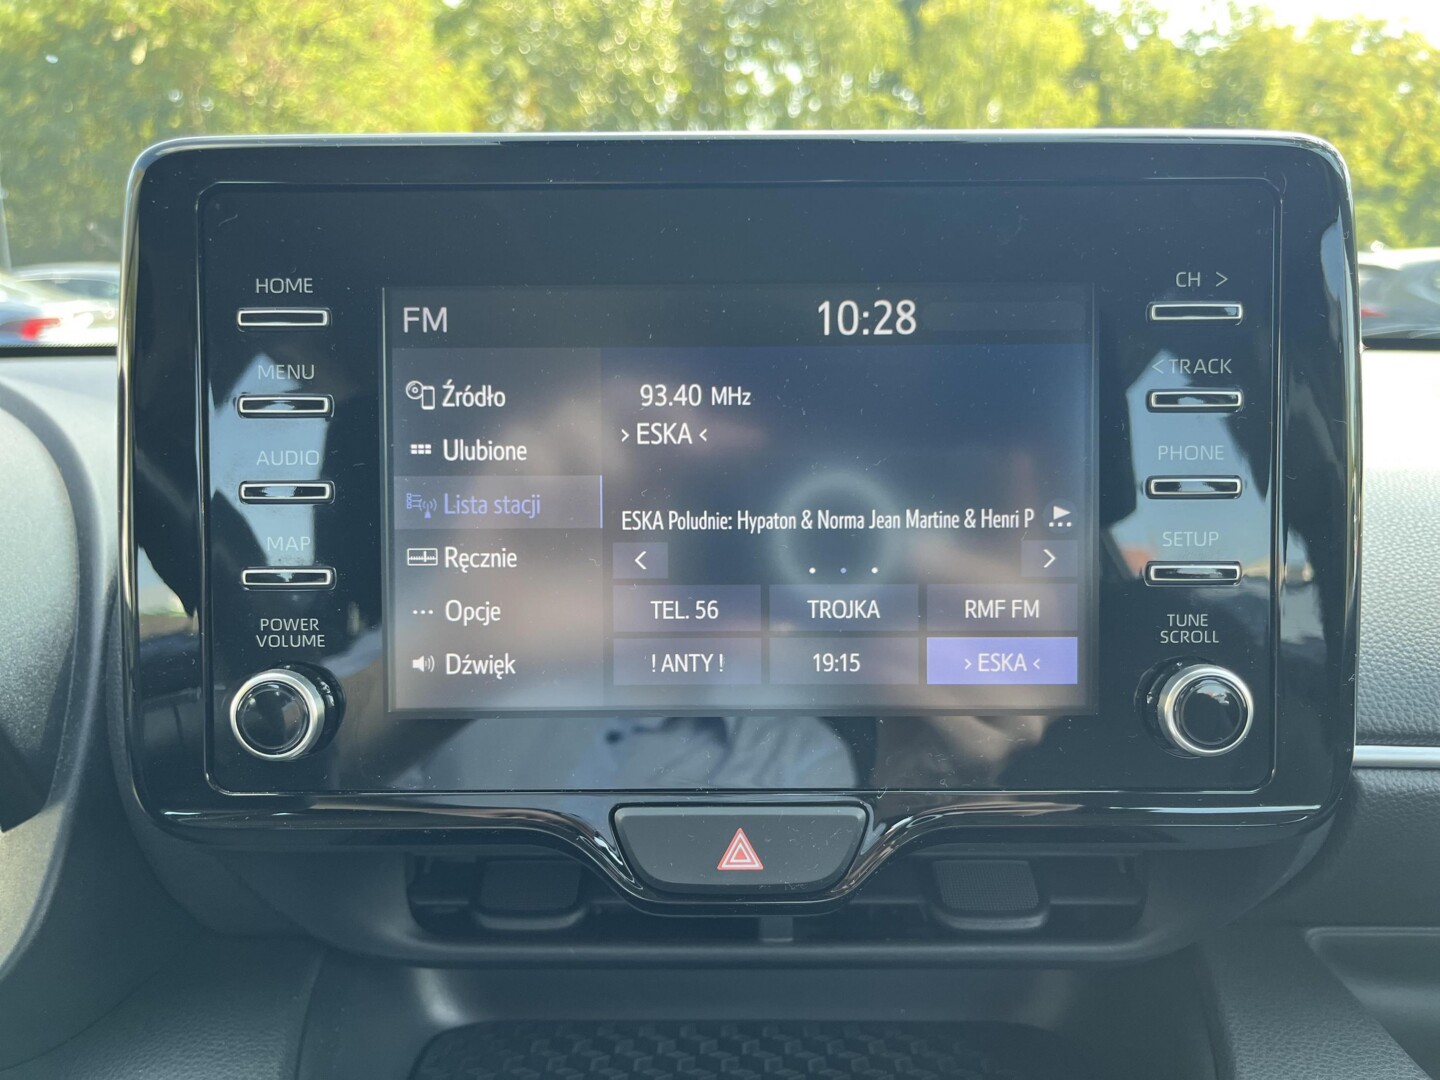 HOME
MENU
AUDIO
MAP
POWER
VOLUME
FM
10:28
Źródło
Ulubione
Lista stacji
Ręcznie
Opcje
Dźwięk
93.40 MHz
› ESKA ‹
ESKA Poludnie: Hypaton & Norma Jean Martine & Henri P
TEL. 56
TROJKA
RMF FM
! ANTY !
19:15
› ESKA ‹
CH >
< TRACK
PHONE
SETUP
TUNE
SCROLL